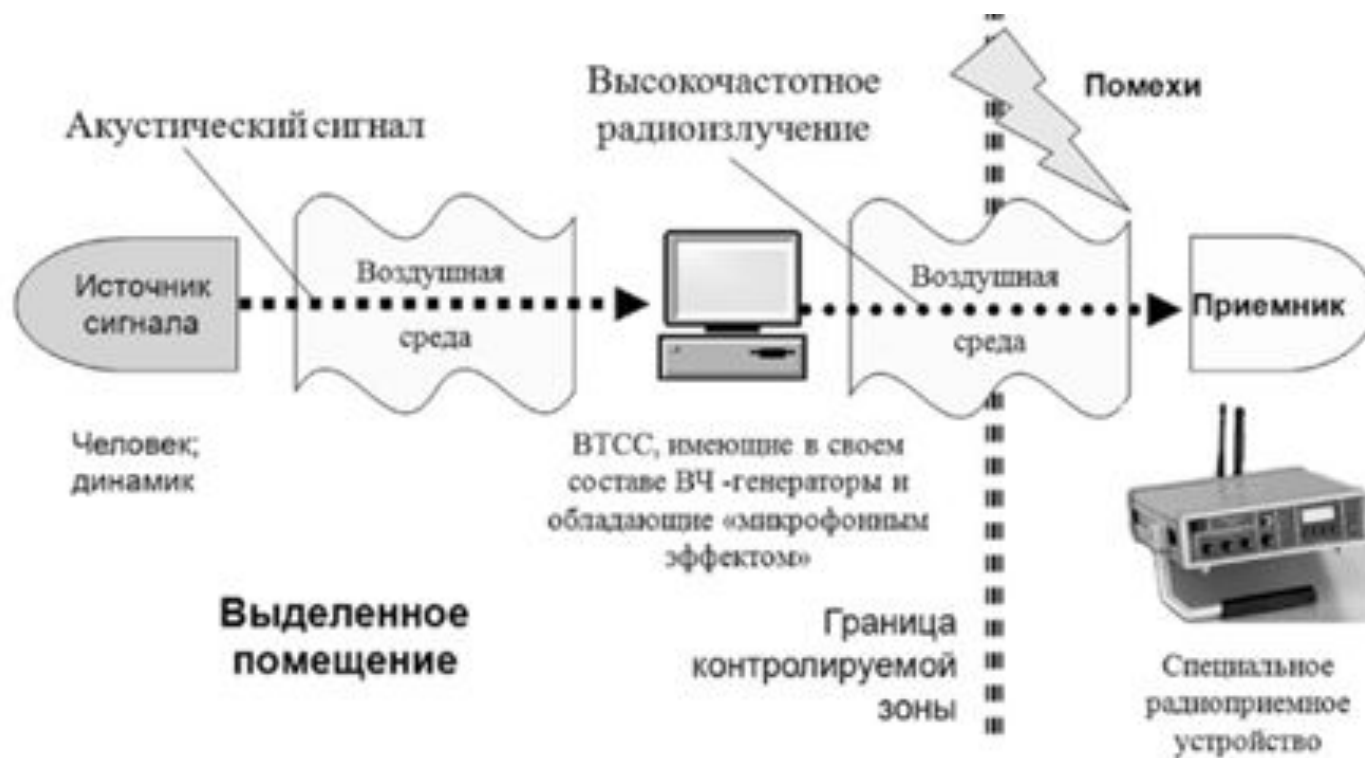 Акустический сигнал
Высокочастотное
радиоизлучение
Помехи
Источник
сигнала
Воздушная
среда
Воздушная
среда
Приемник
Человек;
динамик
ВТСС, имеющие в своем
составе ВЧ -генераторы и
обладающие «микрофонным
эффектом»
Выделенное
помещение
Граница
контролируемой
зоны
Специальное
радиоприемное
устройство